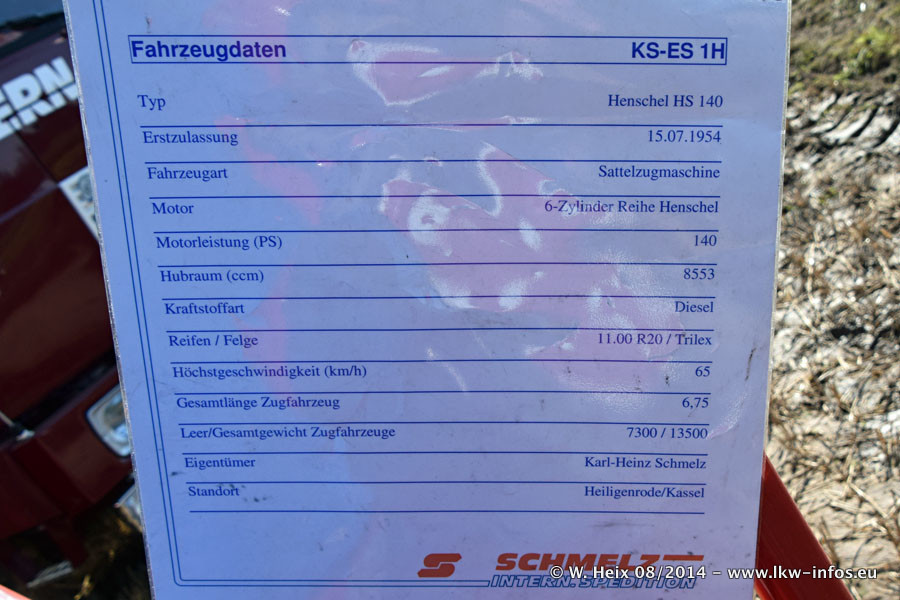 Fahrzeugdaten KS-ES 1H
Typ Henschel HS 140
Erstzulassung 15.07.1954
Fahrzeugart Sattelzugmaschine
Motor 6-Zylinder Reihe Henschel
Motorleistung (PS) 140
Hubraum (ccm) 8553
Kraftstoffart Diesel
Reifen / Felge 11.00 R20 / Trilex
Höchstgeschwindigkeit (km/h) 65
Gesamtlänge Zugfahrzeug 6,75
Leer/Gesamtgewicht Zugfahrzeuge 7300 / 13500
Eigentümer Karl-Heinz Schmelz
Standort Heiligenrode/Kassel
SCHMELZ
INTERN. SPEDITION
© W. Heix 08/2014 – www.lkw-infos.eu